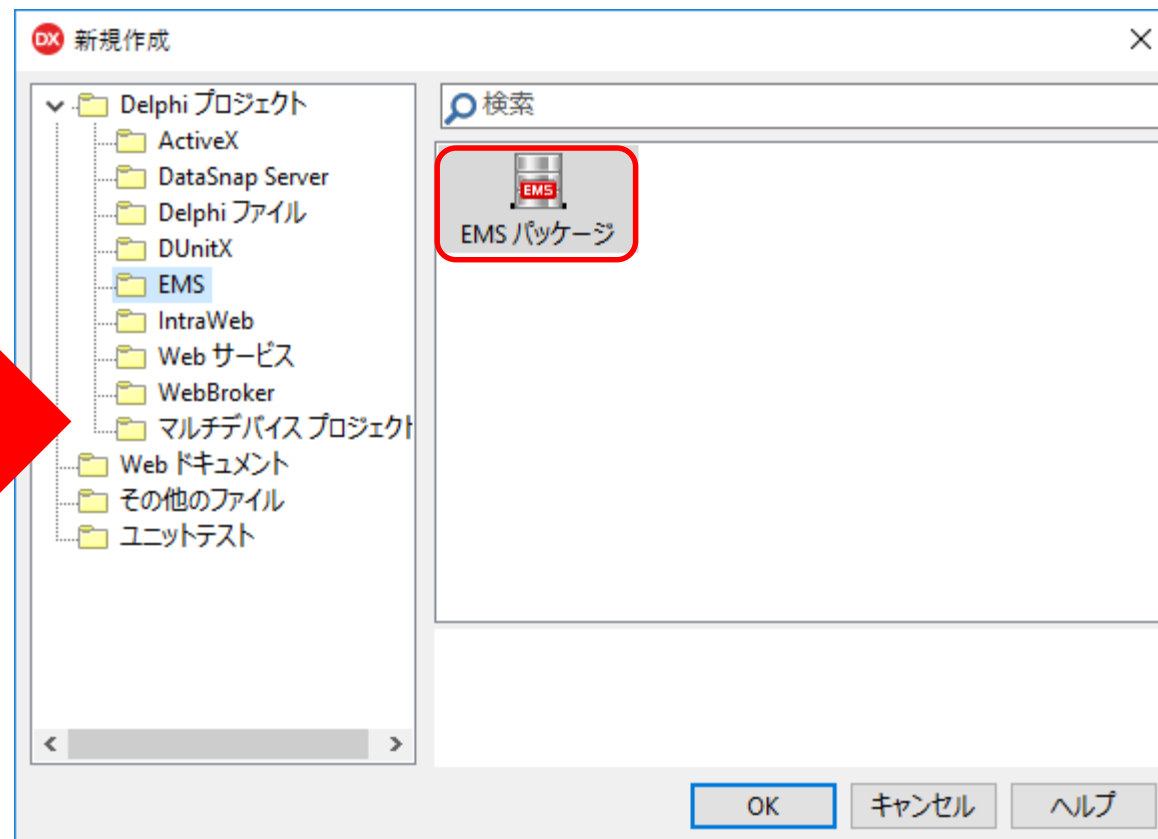 DX 新規作成
Delphi プロジェクト
ActiveX
DataSnap Server
Delphi ファイル
DUnitX
EMS
IntraWeb
Web サービス
WebBroker
マルチデバイス プロジェクト
Web ドキュメント
その他のファイル
ユニットテスト
検索
EMS
EMS パッケージ
OK
キャンセル
ヘルプ